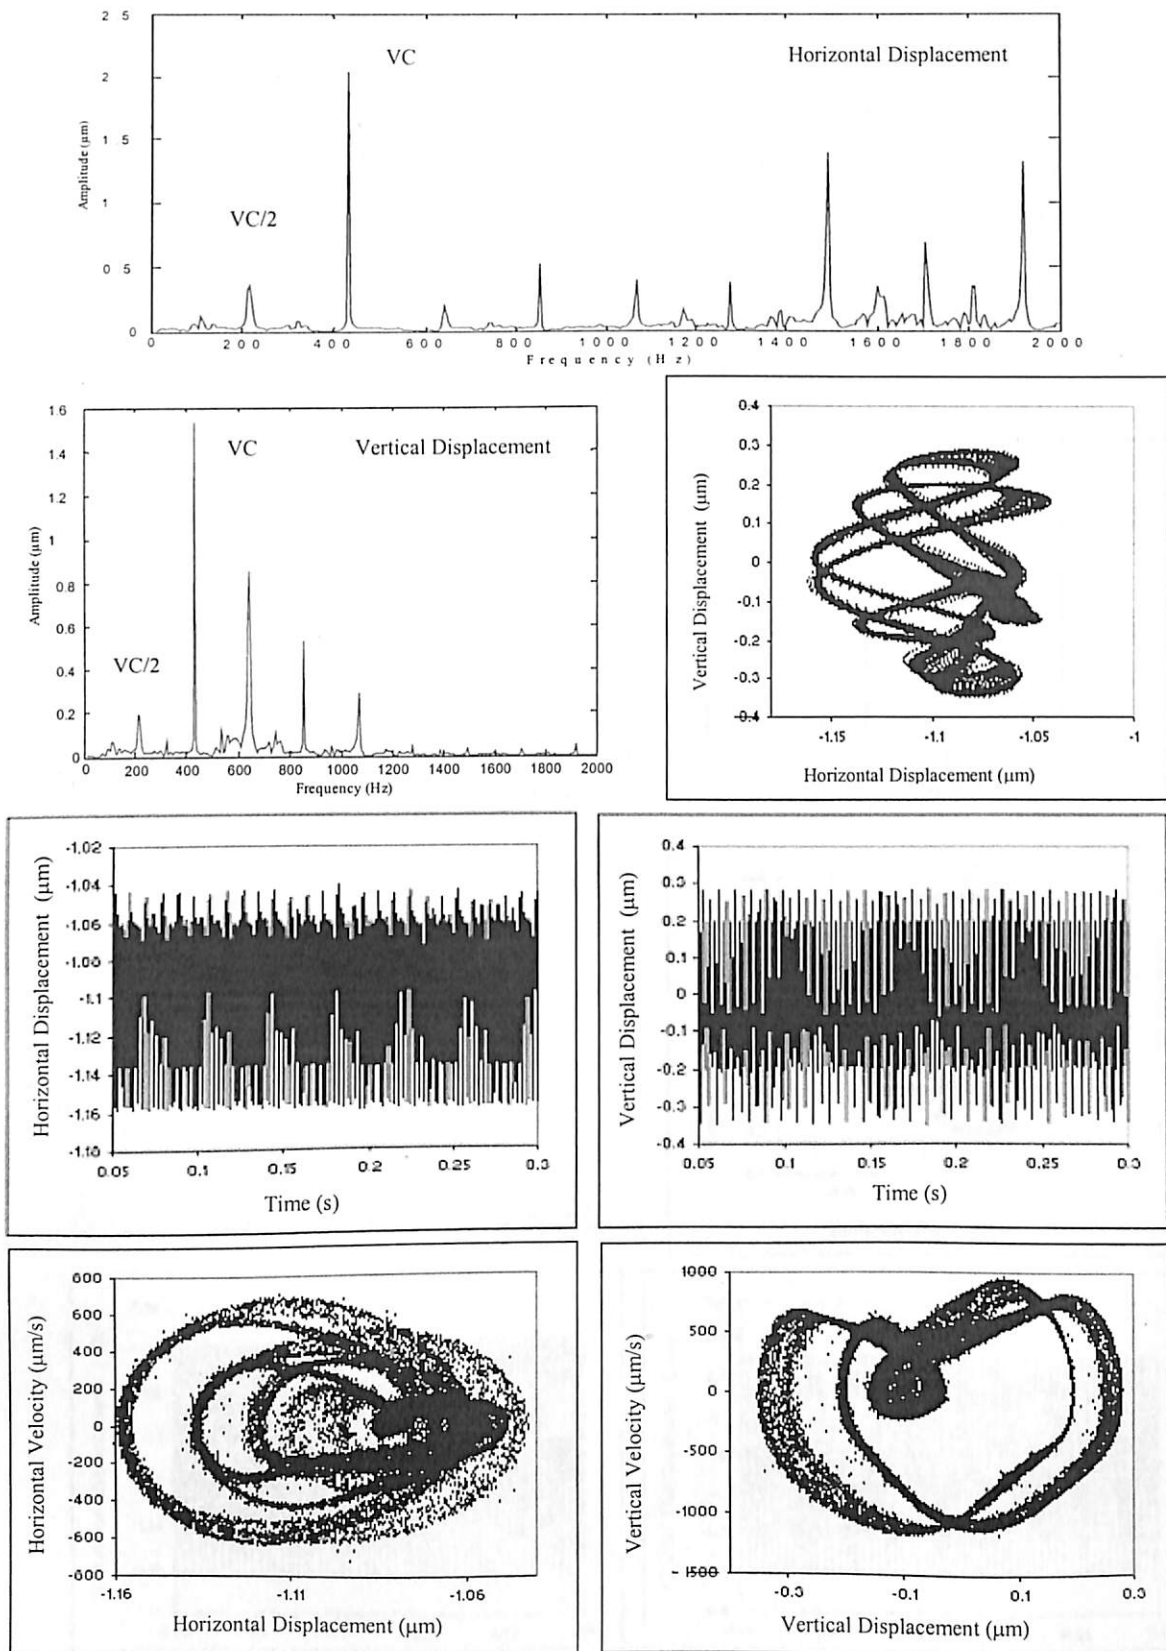 2 5
VC
Horizontal Displacement
2
1 5
Amplitude (µm)
1
VC/2
0 5
0
0 200 400 600 800 1000 1200 1400 1600 1800 2000
Frequency (Hz)
1.6
VC
Vertical Displacement
1.4
1.2
1
Amplitude (µm)
0.8
0.6
VC/2
0.4
0.2
0
0 200 400 600 800 1000 1200 1400 1600 1800 2000
Frequency (Hz)
0.4
0.3
0.2
0.1
0
-0.1
-0.2
-0.3
-0.4
Vertical Displacement (µm)
-1.15 -1.1 -1.05 -1
Horizontal Displacement (µm)
-1.02
-1.04
-1.06
-1.08
-1.1
-1.12
-1.14
-1.16
-1.18
Horizontal Displacement (µm)
0.05 0.1 0.15 0.2 0.25 0.3
Time (s)
0.4
0.3
0.2
0.1
0
-0.1
-0.2
-0.3
-0.4
Vertical Displacement (µm)
0.05 0.1 0.15 0.2 0.25 0.3
Time (s)
800
600
400
200
0
-200
-400
-600
-800
Horizontal Velocity (µm/s)
-1.16 -1.11 -1.06
Horizontal Displacement (µm)
1000
500
0
-500
-1000
-1500
Vertical Velocity (µm/s)
-0.3 -0.1 0.1 0.3
Vertical Displacement (µm)